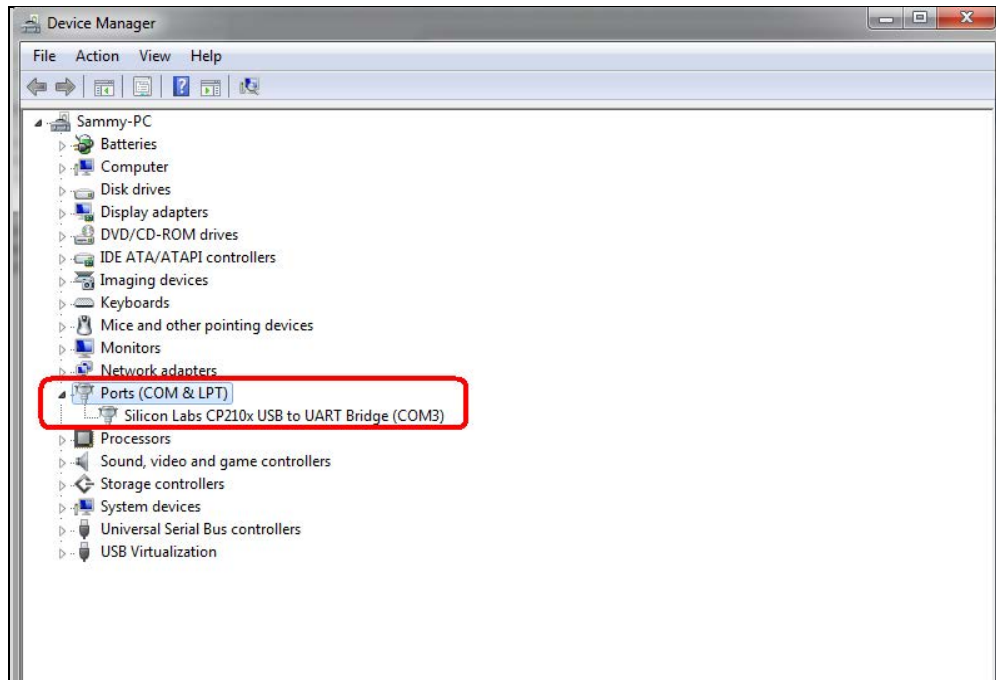 Device Manager
File Action View Help
Sammy-PC
Batteries
Computer
Disk drives
Display adapters
DVD/CD-ROM drives
IDE ATA/ATAPI controllers
Imaging devices
Keyboards
Mice and other pointing devices
Monitors
Network adapters
Ports (COM & LPT)
Silicon Labs CP210x USB to UART Bridge (COM3)
Processors
Sound, video and game controllers
Storage controllers
System devices
Universal Serial Bus controllers
USB Virtualization